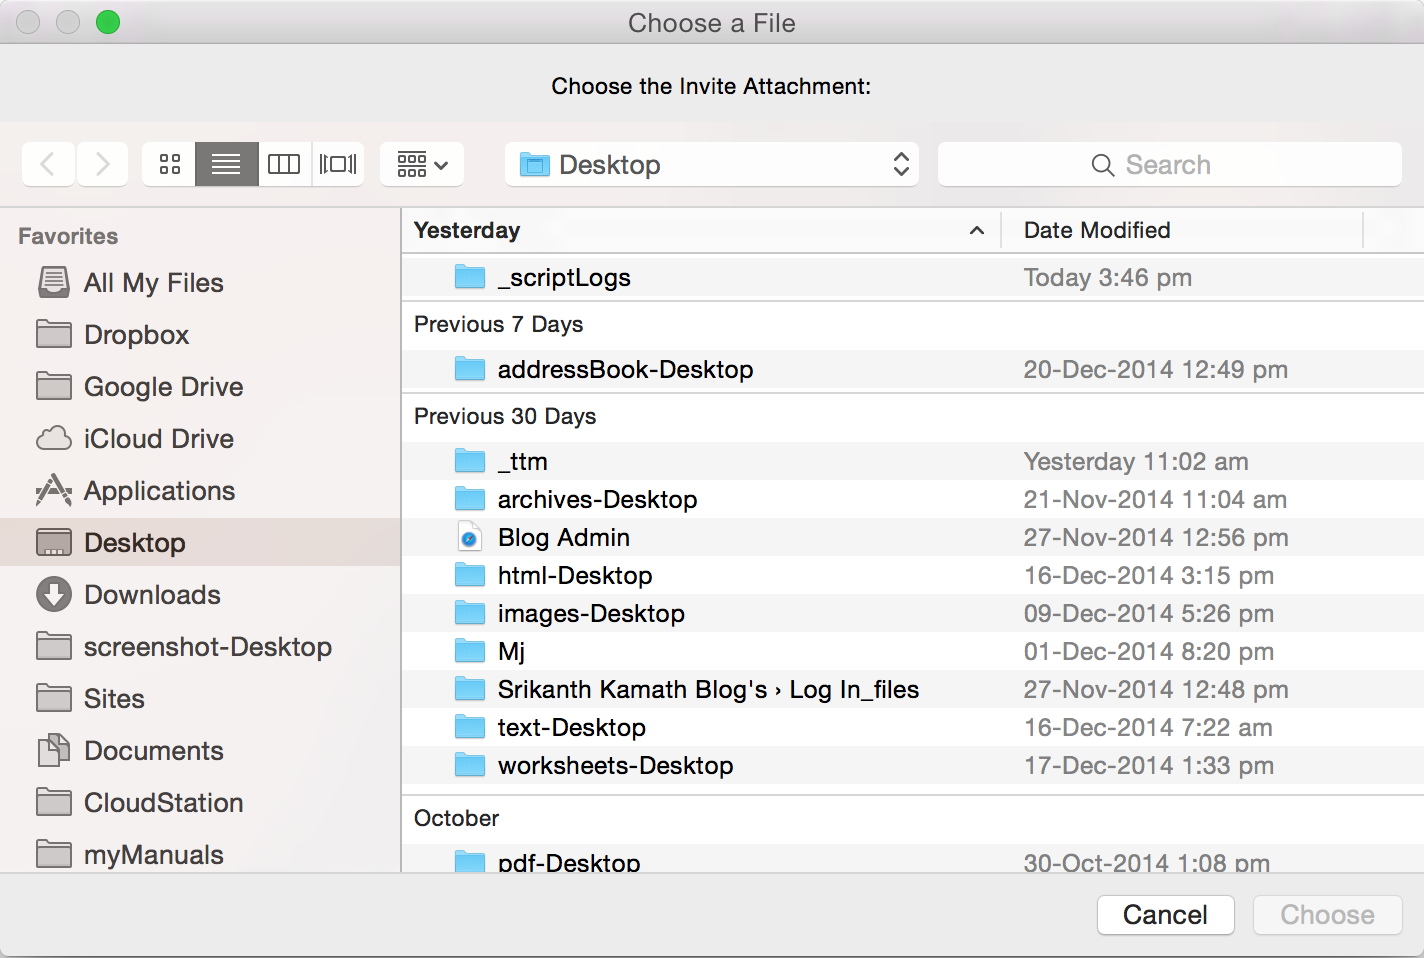 Choose a File
Choose the Invite Attachment:
Desktop
Search
Favorites
All My Files
Dropbox
Google Drive
iCloud Drive
Applications
Desktop
Downloads
screenshot-Desktop
Sites
Documents
CloudStation
myManuals
Yesterday Date Modified
_scriptLogs Today 3:46 pm
Previous 7 Days
addressBook-Desktop 20-Dec-2014 12:49 pm
Previous 30 Days
_ttm Yesterday 11:02 am
archives-Desktop 21-Nov-2014 11:04 am
Blog Admin 27-Nov-2014 12:56 pm
html-Desktop 16-Dec-2014 3:15 pm
images-Desktop 09-Dec-2014 5:26 pm
Mj 01-Dec-2014 8:20 pm
Srikanth Kamath Blog's › Log In_files 27-Nov-2014 12:48 pm
text-Desktop 16-Dec-2014 7:22 am
worksheets-Desktop 17-Dec-2014 1:33 pm
October
pdf-Desktop 30-Oct-2014 1:08 pm
Cancel Choose